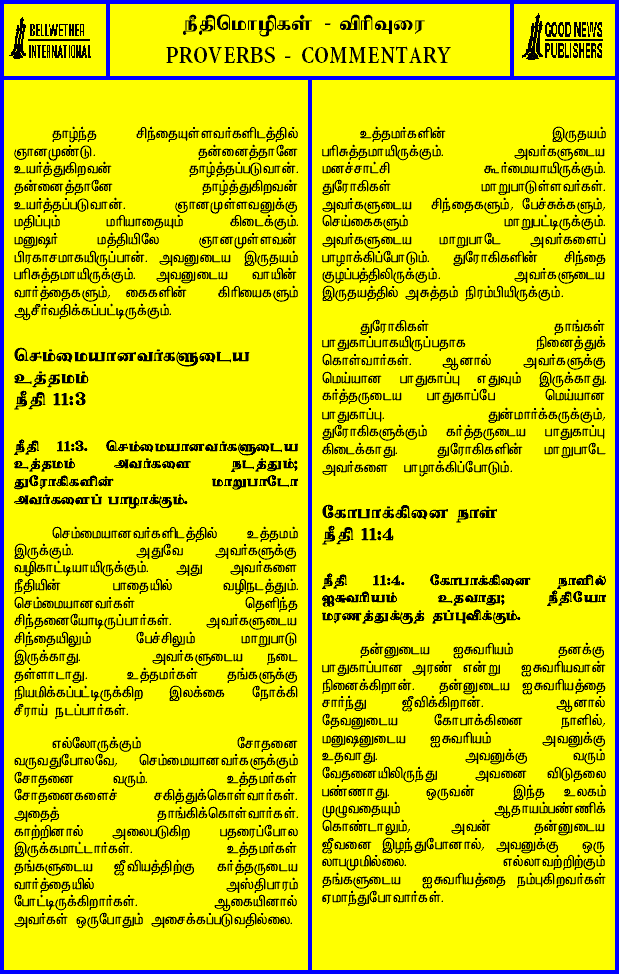 BELLWETHER
INTERNATIONAL
நீதிமொழிகள் - விரிவுரை
PROVERBS - COMMENTARY
GOOD NEWS
PUBLISHERS
தாழ்ந்த சிந்தையுள்ளவர்களிடத்தில்
ஞானமுண்டு. தன்னைத்தானே
உயர்த்துகிறவன் தாழ்த்தப்படுவான்.
தன்னைத்தானே தாழ்த்துகிறவன்
உயர்த்தப்படுவான். ஞானமுள்ளவனுக்கு
மதிப்பும் மரியாதையும் கிடைக்கும்.
மனுஷர் மத்தியிலே ஞானமுள்ளவன்
பிரகாசமாகயிருப்பான். அவனுடைய இருதயம்
பரிசுத்தமாயிருக்கும். அவனுடைய வாயின்
வார்த்தைகளும், கைகளின் கிரியைகளும்
ஆசீர்வதிக்கப்பட்டிருக்கும்.
செம்மையானவர்களுடைய
உத்தமம்
நீதி 11:3
நீதி 11:3. செம்மையானவர்களுடைய
உத்தமம் அவர்களை நடத்தும்;
துரோகிகளின் மாறுபாடோ
அவர்களைப் பாழாக்கும்.
செம்மையானவர்களிடத்தில் உத்தமம்
இருக்கும். அதுவே அவர்களுக்கு
வழிகாட்டியாயிருக்கும். அது அவர்களை
நீதியின் பாதையில் வழிநடத்தும்.
செம்மையானவர்கள் தெளிந்த
சிந்தனையோடிருப்பார்கள். அவர்களுடைய
சிந்தையிலும் பேச்சிலும் மாறுபாடு
இருக்காது. அவர்களுடைய நடை
தள்ளாடாது. உத்தமர்கள் தங்களுக்கு
நியமிக்கப்பட்டிருக்கிற இலக்கை நோக்கி
சீராய் நடப்பார்கள்.
எல்லோருக்கும் சோதனை
வருவதுபோலவே, செம்மையானவர்களுக்கும்
சோதனை வரும். உத்தமர்கள்
சோதனைகளைச் சகித்துக்கொள்வார்கள்.
அதைத் தாங்கிக்கொள்வார்கள்.
காற்றினால் அலைபடுகிற பதரைப்போல
இருக்கமாட்டார்கள். உத்தமர்கள்
தங்களுடைய ஜீவியத்திற்கு கர்த்தருடைய
வார்த்தையில் அஸ்திபாரம்
போட்டிருக்கிறார்கள். ஆகையினால்
அவர்கள் ஒருபோதும் அசைக்கப்படுவதில்லை.
உத்தமர்களின் இருதயம்
பரிசுத்தமாயிருக்கும். அவர்களுடைய
மனச்சாட்சி கூர்மையாயிருக்கும்.
துரோகிகள் மாறுபாடுள்ளவர்கள்.
அவர்களுடைய சிந்தைகளும், பேச்சுக்களும்,
செய்கைகளும் மாறுபட்டிருக்கும்.
அவர்களுடைய மாறுபாடே அவர்களைப்
பாழாக்கிப்போடும். துரோகிகளின் சிந்தை
குழப்பத்திலிருக்கும். அவர்களுடைய
இருதயத்தில் அசுத்தம் நிரம்பியிருக்கும்.
துரோகிகள் தாங்கள்
பாதுகாப்பாகயிருப்பதாக நினைத்துக்
கொள்வார்கள். ஆனால் அவர்களுக்கு
மெய்யான பாதுகாப்பு எதுவும் இருக்காது.
கர்த்தருடைய பாதுகாப்பே மெய்யான
பாதுகாப்பு. துன்மார்க்கருக்கும்,
துரோகிகளுக்கும் கர்த்தருடைய பாதுகாப்பு
கிடைக்காது. துரோகிகளின் மாறுபாடே
அவர்களை பாழாக்கிப்போடும்.
கோபாக்கினை நாள்
நீதி 11:4
நீதி 11:4. கோபாக்கினை நாளில்
ஐசுவரியம் உதவாது; நீதியோ
மரணத்துக்குத் தப்புவிக்கும்.
தன்னுடைய ஐசுவரியம் தனக்கு
பாதுகாப்பான அரண் என்று ஐசுவரியவான்
நினைக்கிறான். தன்னுடைய ஐசுவரியத்தை
சார்ந்து ஜீவிக்கிறான். ஆனால்
தேவனுடைய கோபாக்கினை நாளில்,
மனுஷனுடைய ஐசுவரியம் அவனுக்கு
உதவாது. அவனுக்கு வரும்
வேதனையிலிருந்து அவனை விடுதலை
பண்ணாது. ஒருவன் இந்த உலகம்
முழுவதையும் ஆதாயம்பண்ணிக்
கொண்டாலும், அவன் தன்னுடைய
ஜீவனை இழந்துபோனால், அவனுக்கு ஒரு
லாபமுமில்லை. எல்லாவற்றிற்கும்
தங்களுடைய ஐசுவரியத்தை நம்புகிறவர்கள்
ஏமாந்துபோவார்கள்.